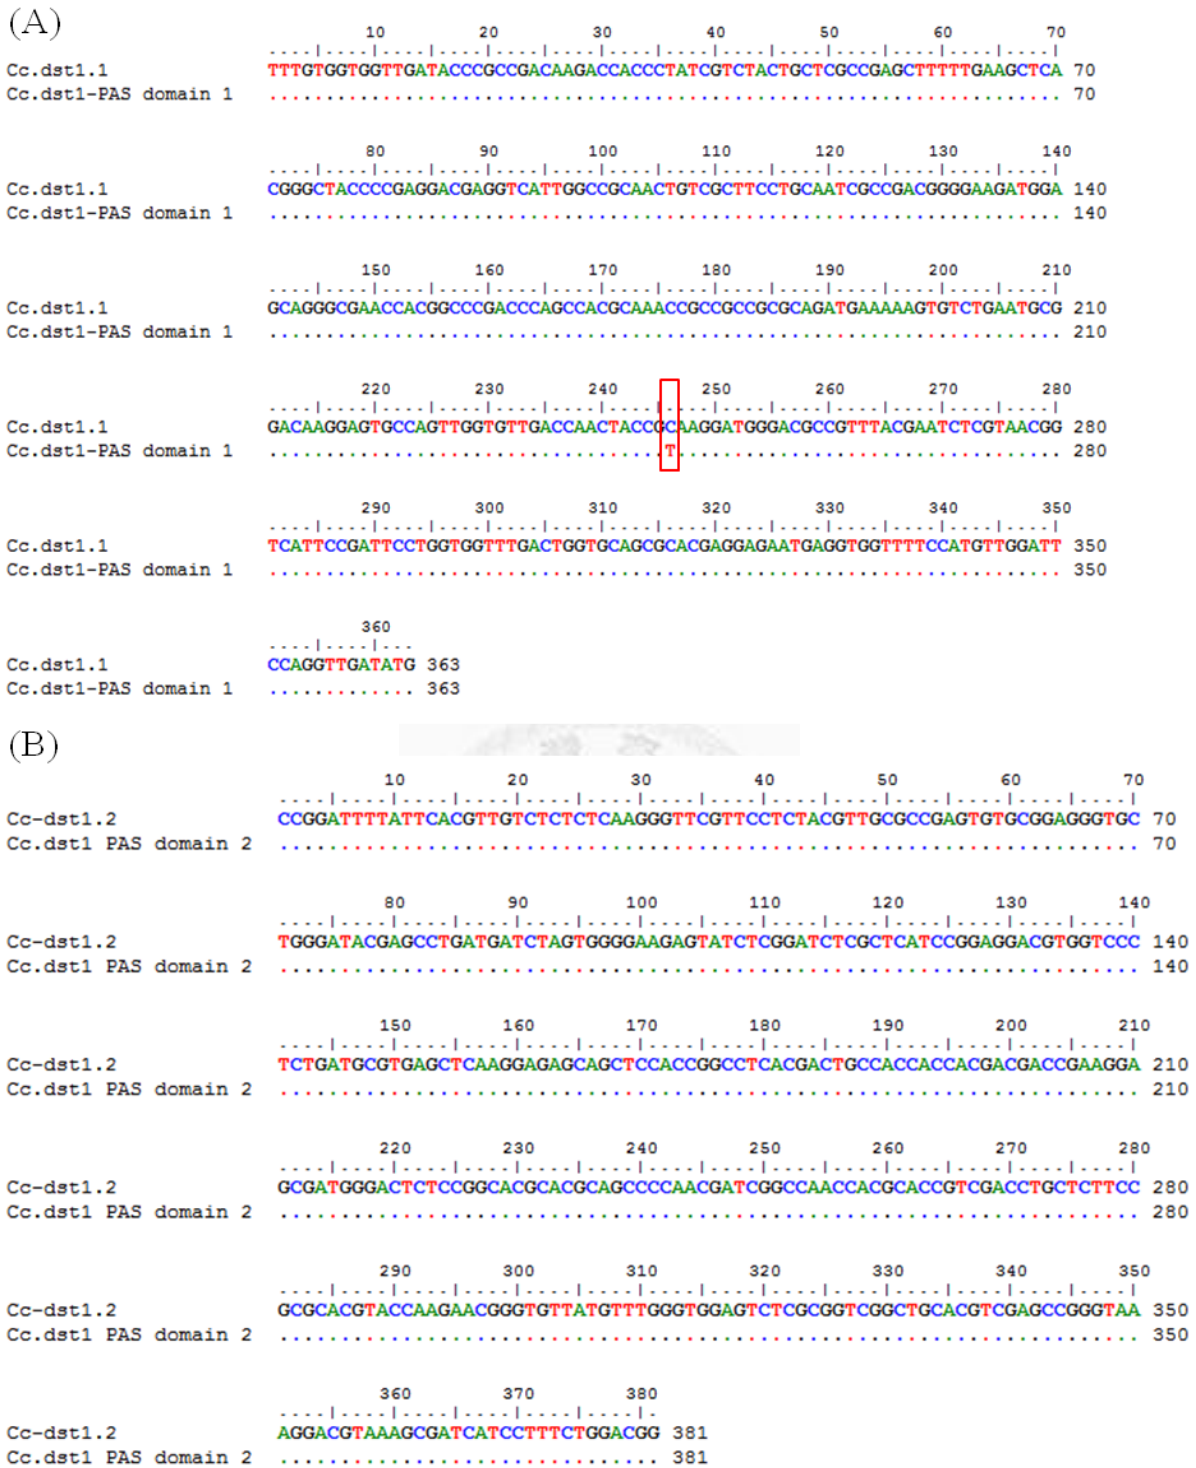 (A)
10 20 30 40 50 60 70
....|....|....|....|....|....|....|....|....|....|....|....|....|....|
Cc.dst1.1 TTTGTGGTGGTTGATACCCGCCGACAAGACCACCCTATCGTCTACTGCTCGCCGAGCTTTTTGAAGCTCA 70
Cc.dst1-PAS domain 1 ...................................................................... 70
80 90 100 110 120 130 140
....|....|....|....|....|....|....|....|....|....|....|....|....|....|
Cc.dst1.1 CGGGCTACCCCGAGGACGAGGTCATTGGCCGCAACTGTCGCTTCCTGCAATCGCCGACGGGGAAGATGGA 140
Cc.dst1-PAS domain 1 ...................................................................... 140
150 160 170 180 190 200 210
....|....|....|....|....|....|....|....|....|....|....|....|....|....|
Cc.dst1.1 GCAGGGCGAACCACGGCCCGACCCAGCCACGCAAACCGCCGCCGCGCAGATGAAAAAGTGTCTGAATGCG 210
Cc.dst1-PAS domain 1 ...................................................................... 210
220 230 240 250 260 270 280
....|....|....|....|....|....|....|....|....|....|....|....|....|....|
Cc.dst1.1 GACAAGGAGTGCCAGTTGGTGTTGACCAACTACCGCAAGGATGGGACGCCGTTTACGAATCTCGTAACGG 280
Cc.dst1-PAS domain 1 ...................................T.................................. 280
290 300 310 320 330 340 350
....|....|....|....|....|....|....|....|....|....|....|....|....|....|
Cc.dst1.1 TCATTCCGATTCCTGGTGGTTTGACTGGTGCAGCGCACGAGGAGAATGAGGTGGTTTTCCATGTTGGATT 350
Cc.dst1-PAS domain 1 ...................................................................... 350
360
....|....|...
Cc.dst1.1 CCAGGTTGATATG 363
Cc.dst1-PAS domain 1 ............. 363
(B)
10 20 30 40 50 60 70
....|....|....|....|....|....|....|....|....|....|....|....|....|....|
Cc-dst1.2 CCGGATTTTATTCACGTTGTCTCTCTCAAGGGTTCGTTCCTCTACGTTGCGCCGAGTGTGCGGAGGGTGC 70
Cc.dst1 PAS domain 2 ...................................................................... 70
80 90 100 110 120 130 140
....|....|....|....|....|....|....|....|....|....|....|....|....|....|
Cc-dst1.2 TGGGATACGAGCCTGATGATCTAGTGGGGAAGAGTATCTCGGATCTCGCTCATCCGGAGGACGTGGTCCC 140
Cc.dst1 PAS domain 2 ...................................................................... 140
150 160 170 180 190 200 210
....|....|....|....|....|....|....|....|....|....|....|....|....|....|
Cc-dst1.2 TCTGATGCGTGAGCTCAAGGAGAGCAGCTCCACCGGCCTCACGACTGCCACCACCACGACGACCGAAGGA 210
Cc.dst1 PAS domain 2 ...................................................................... 210
220 230 240 250 260 270 280
....|....|....|....|....|....|....|....|....|....|....|....|....|....|
Cc-dst1.2 GCGATGGGACTCTCCGGCACGCACGCAGCCCCAACGATCGGCCAACCACGCACCGTCGACCTGCTCTTCC 280
Cc.dst1 PAS domain 2 ...................................................................... 280
290 300 310 320 330 340 350
....|....|....|....|....|....|....|....|....|....|....|....|....|....|
Cc-dst1.2 GCGCACGTACCAAGAACGGGTGTTATGTTTGGGTGGAGTCTCGCGGTCGGCTGCACGTCGAGCCGGGTAA 350
Cc.dst1 PAS domain 2 ...................................................................... 350
360 370 380
....|....|....|....|....|....|.
Cc-dst1.2 AGGACGTAAAGCGATCATCCTTTCTGGACGG 381
Cc.dst1 PAS domain 2 ............................... 381